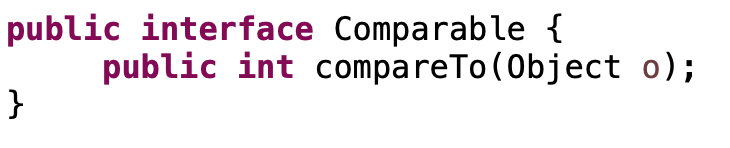 public interface Comparable {
     public int compareTo(Object o);
}